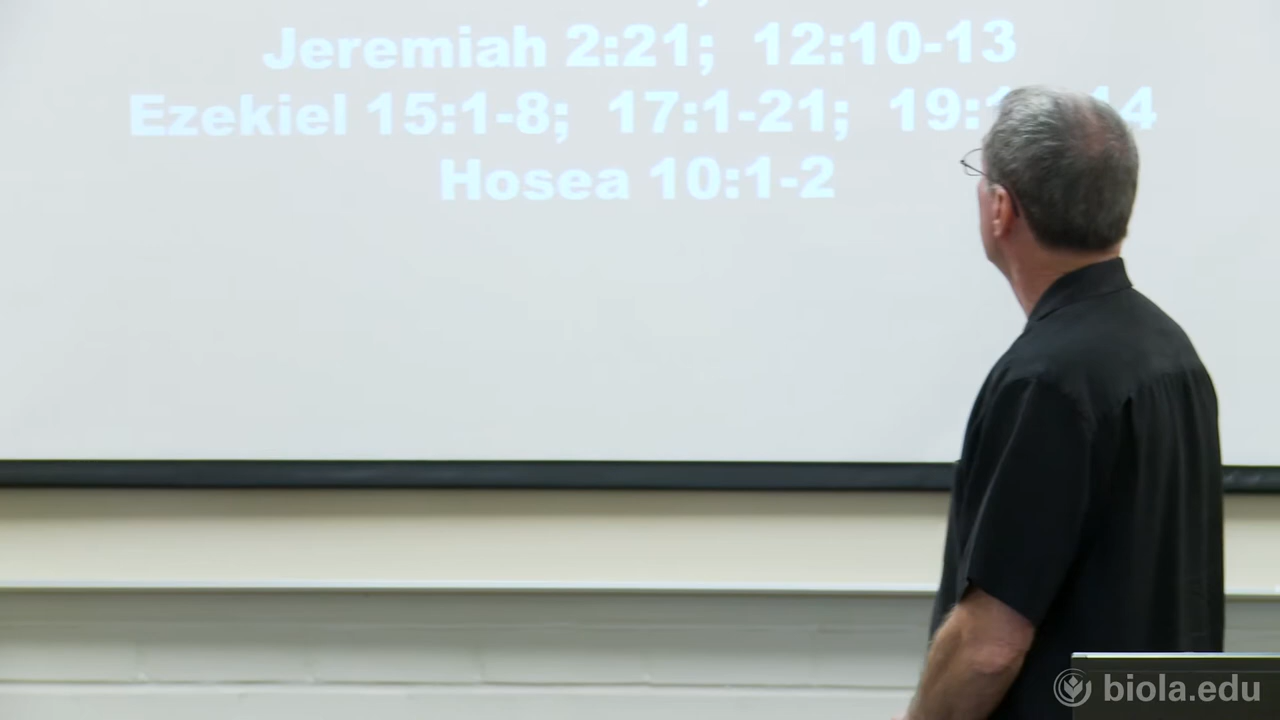 Jeremiah 2:21; 12:10-13
Ezekiel 15:1-8; 17:1-21; 19: 14
Hosea 10:1-2
biola.edu